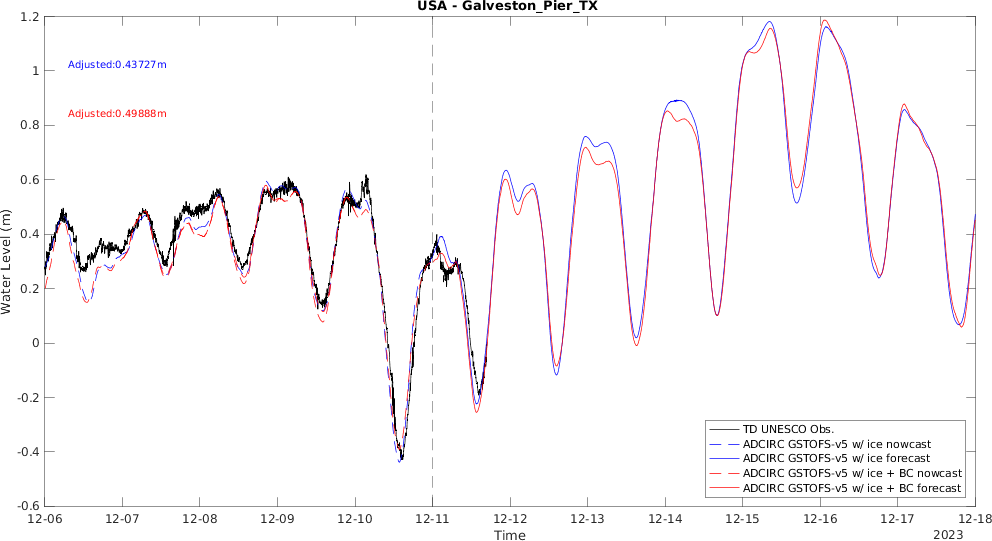 USA - Galveston_Pier_TX
1.2
1
0.8
0.6
0.4
0.2
0
-0.2
-0.4
-0.6
Water Level (m)
Adjusted:0.43727m
Adjusted:0.49888m
TD UNESCO Obs.
ADCIRC GSTOFS-v5 w/ ice nowcast
ADCIRC GSTOFS-v5 w/ ice forecast
ADCIRC GSTOFS-v5 w/ ice + BC nowcast
ADCIRC GSTOFS-v5 w/ ice + BC forecast
12-06 12-07 12-08 12-09 12-10 12-11 12-12 12-13 12-14 12-15 12-16 12-17 12-18
Time
2023